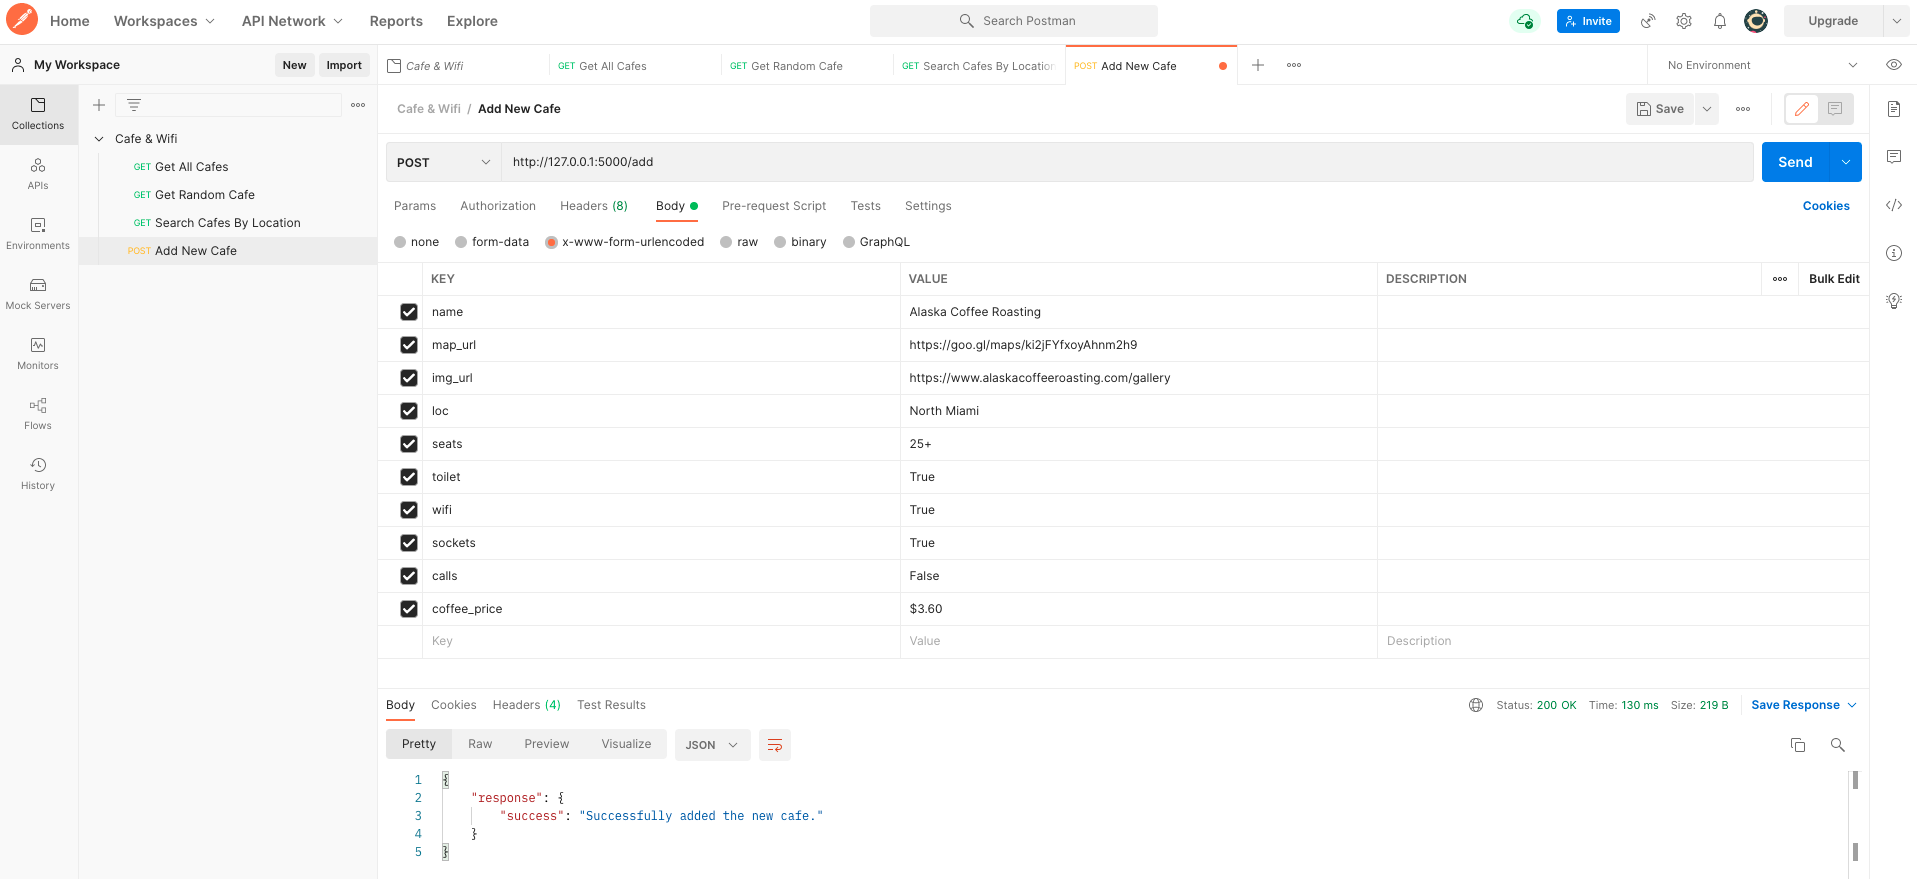 Home Workspaces API Network Reports Explore Search Postman Invite Upgrade
My Workspace New Import Cafe & Wifi GET Get All Cafes GET Get Random Cafe GET Search Cafes By Location POST Add New Cafe No Environment
Collections
APIs
Environments
Mock Servers
Monitors
Flows
History
Cafe & Wifi
GET Get All Cafes
GET Get Random Cafe
GET Search Cafes By Location
POST Add New Cafe
Cafe & Wifi / Add New Cafe Save
POST http://127.0.0.1:5000/add Send
Params Authorization Headers (8) Body Pre-request Script Tests Settings Cookies
none form-data x-www-form-urlencoded raw binary GraphQL
KEY VALUE DESCRIPTION Bulk Edit
name Alaska Coffee Roasting
map_url https://goo.gl/maps/ki2jFYfxoyAhnm2h9
img_url https://www.alaskacoffeeroasting.com/gallery
loc North Miami
seats 25+
toilet True
wifi True
sockets True
calls False
coffee_price $3.60
Key Value Description
Body Cookies Headers (4) Test Results Status: 200 OK Time: 130 ms Size: 219 B Save Response
Pretty Raw Preview Visualize JSON
1 {
2 "response": {
3 "success": "Successfully added the new cafe."
4 }
5 }